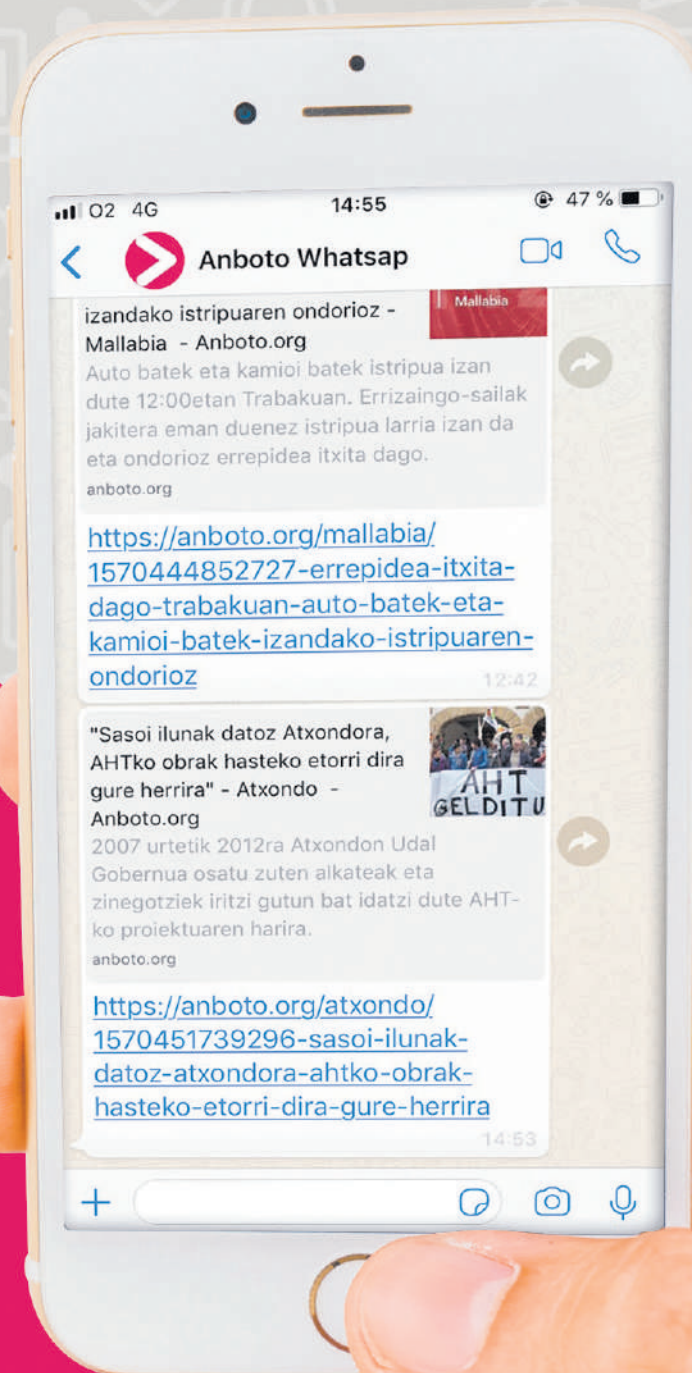 O2 4G 14:55 47 %
Anboto Whatsap
izandako istripuaren ondorioz -
Mallabia - Anboto.org
Mallabia
Auto batek eta kamioi batek istripua izan
dute 12:00etan Trabakuan. Errizaingo-sailak
jakitera eman duenez istripua larria izan da
eta ondorioz errepidea itxita dago.
anboto.org
https://anboto.org/mallabia/
1570444852727-errepidea-itxita-
dago-trabakuan-auto-batek-eta-
kamioi-batek-izandako-istripuaren-
ondorioz
12:42
"Sasoi ilunak datoz Atxondora,
AHTko obrak hasteko etorri dira
gure herrira" - Atxondo -
Anboto.org
AHT
GELDITU
2007 urtetik 2012ra Atxondon Udal
Gobernua osatu zuten alkateak eta
zinegotziek iritzi gutun bat idatzi dute AHT-
ko proiektuaren harira.
anboto.org
https://anboto.org/atxondo/
1570451739296-sasoi-ilunak-
datoz-atxondora-ahtko-obrak-
hasteko-etorri-dira-gure-herrira
14:53